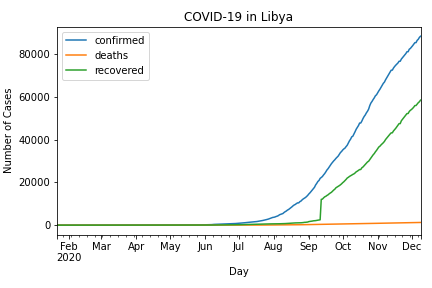 COVID-19 in Libya
confirmed
deaths
recovered
Number of Cases
80000
60000
40000
20000
0
Feb Mar Apr May Jun Jul Aug Sep Oct Nov Dec
2020
Day